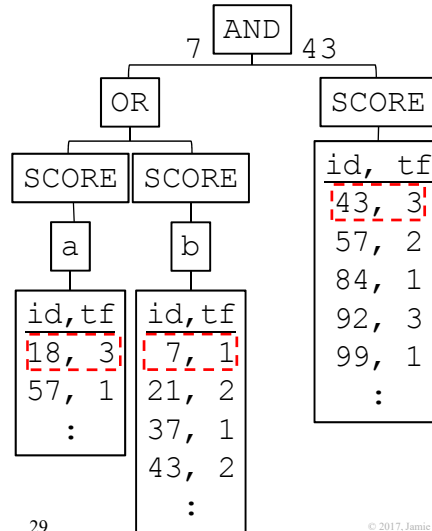 AND
7 43
OR
SCORE
SCORE
SCORE
a
b
id, tf
43, 3
57, 2
84, 1
92, 3
99, 1
:
id,tf
18, 3
57, 1
:
id,tf
7, 1
21, 2
37, 1
43, 2
:
29
© 2017, Jamie